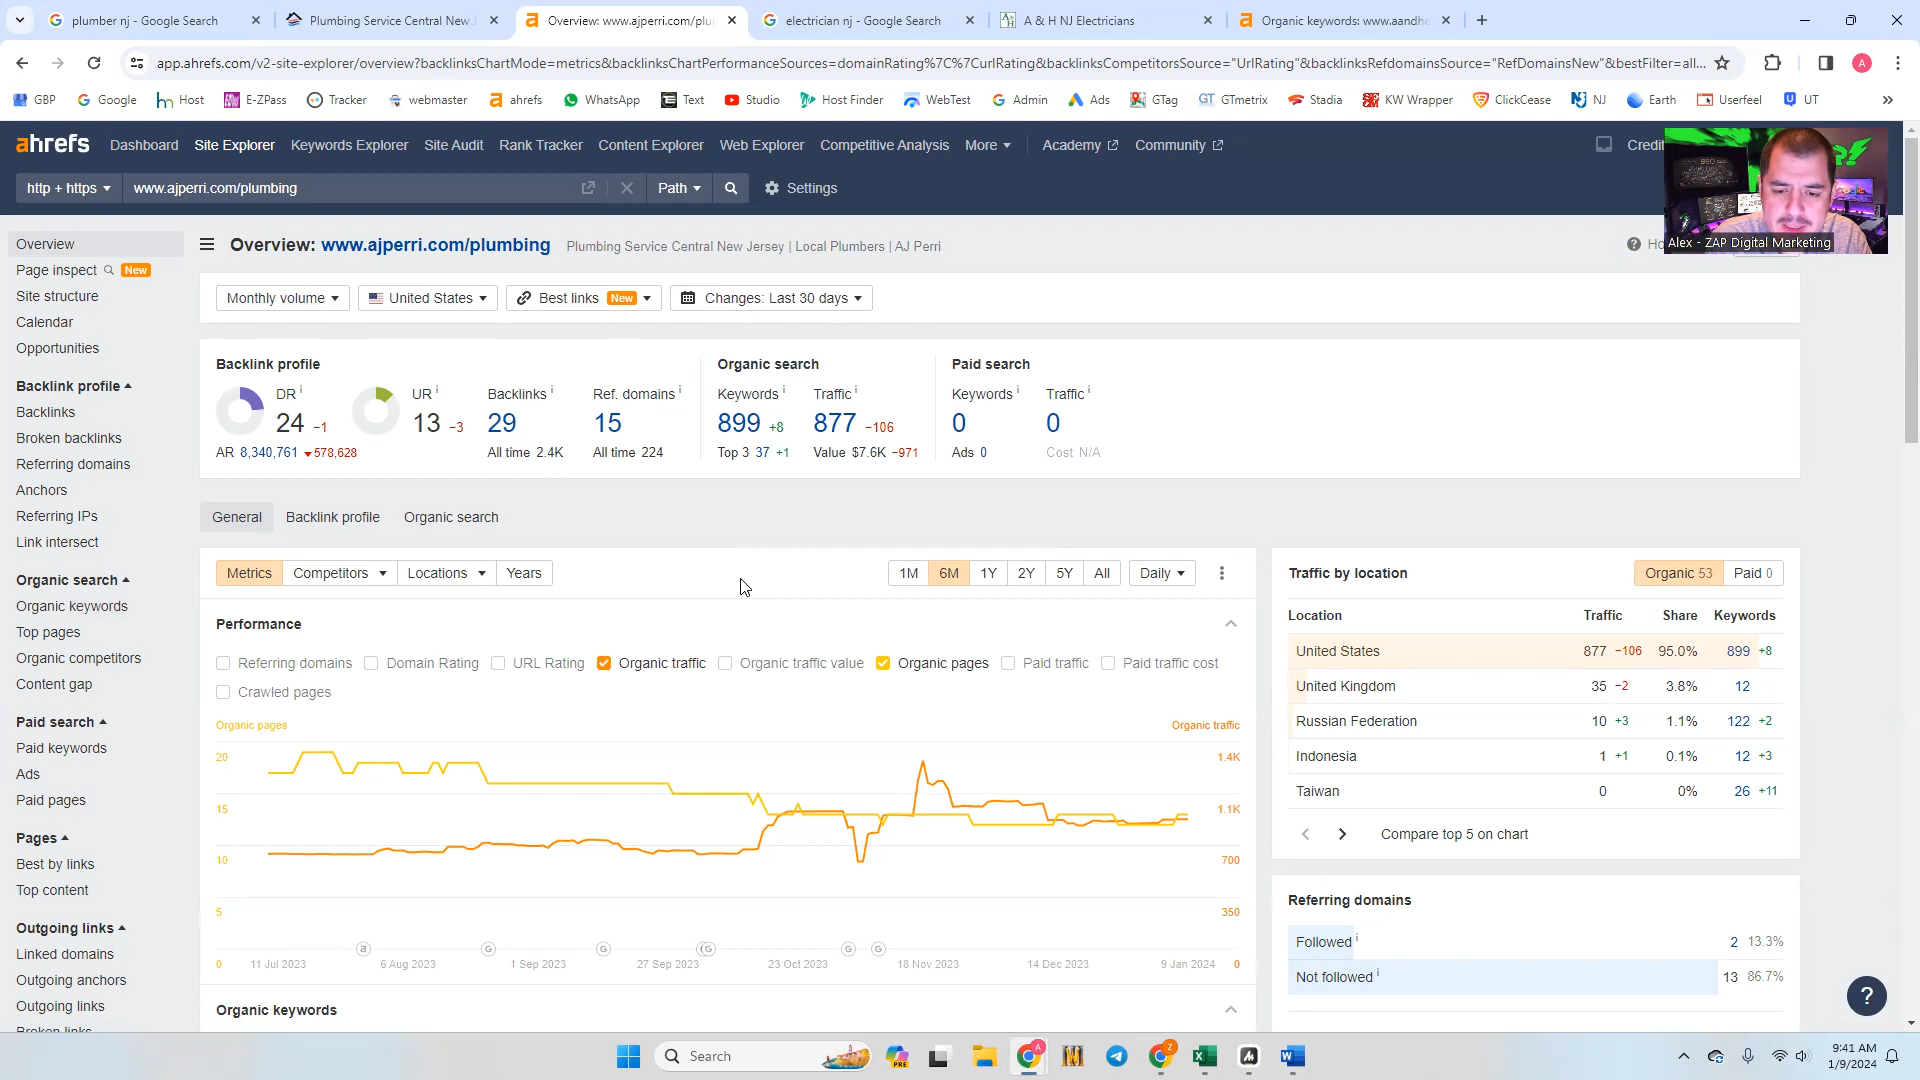 plumber nj - Google Search
Plumbing Service Central New J
Overview: www.ajperri.com/plu
electrician nj - Google Search
A & H NJ Electricians
Organic keywords: www.aandhe
app.ahrefs.com/v2-site-explorer/overview?backlinksChartMode=metrics&backlinksChartPerformanceSources=domainRating%7C%7CurlRating&backlinksCompetitorsSource="UrlRating"&backlinksRefdomainsSource="RefDomainsNew"&bestFilter=all...
GBP Google Host E-ZPass Tracker webmaster ahrefs WhatsApp Text Studio Host Finder WebTest Admin Ads GTag GTmetrix Stadia KW Wrapper ClickCease NJ Earth Userfeel UT
ahrefs Dashboard Site Explorer Keywords Explorer Site Audit Rank Tracker Content Explorer Web Explorer Competitive Analysis More Academy Community Credit
http + https www.ajperri.com/plumbing Path Settings
Alex - ZAP Digital Marketing
Overview: www.ajperri.com/plumbing Plumbing Service Central New Jersey | Local Plumbers | AJ Perri
Overview
Page inspect New
Site structure
Calendar
Opportunities
Backlink profile
Backlinks
Broken backlinks
Referring domains
Anchors
Referring IPs
Link intersect
Organic search
Organic keywords
Top pages
Organic competitors
Content gap
Paid search
Paid keywords
Ads
Paid pages
Pages
Best by links
Top content
Outgoing links
Linked domains
Outgoing anchors
Outgoing links
Broken links
Monthly volume United States Best links New Changes: Last 30 days
Backlink profile Organic search Paid search
DR UR Backlinks Ref. domains Keywords Traffic Keywords Traffic
24 −1 13 −3 29 15 899 +8 877 −106 0 0
AR 8,340,761 578,628 All time 2.4K All time 224 Top 3 37 +1 Value $7.6K −971 Ads 0 Cost N/A
General Backlink profile Organic search
Metrics Competitors Locations Years 1M 6M 1Y 2Y 5Y All Daily
Performance
Referring domains Domain Rating URL Rating Organic traffic Organic traffic value Organic pages Paid traffic Paid traffic cost
Crawled pages
Organic pages Organic traffic
20 1.4K
15 1.1K
10 700
5 350
0 11 Jul 2023 6 Aug 2023 1 Sep 2023 27 Sep 2023 23 Oct 2023 18 Nov 2023 14 Dec 2023 9 Jan 2024 0
Organic keywords
Traffic by location Organic 53 Paid 0
Location Traffic Share Keywords
United States 877 −106 95.0% 899 +8
United Kingdom 35 −2 3.8% 12
Russian Federation 10 +3 1.1% 122 +2
Indonesia 1 +1 0.1% 12 +3
Taiwan 0 0% 26 +11
Compare top 5 on chart
Referring domains
Followed 2 13.3%
Not followed 13 86.7%
Search
9:41 AM
1/9/2024